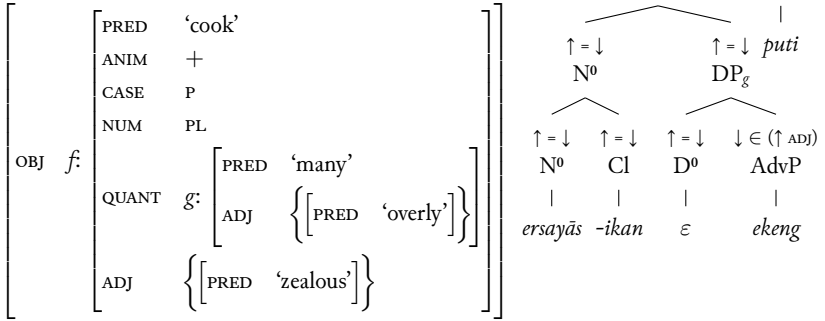 PRED ‘cook’
ANIM +
CASE P
NUM PL
OBJ f:
QUANT g:
PRED ‘many’
ADJ {[PRED ‘overly’]}
ADJ {[PRED ‘zealous’]}
↑ = ↓ ↑ = ↓ puti
N⁰ DPg
↑ = ↓ ↑ = ↓ ↑ = ↓ ↓ ∈ (↑ ADJ)
N⁰ Cl D⁰ AdvP
ersayās -ikan ε ekeng